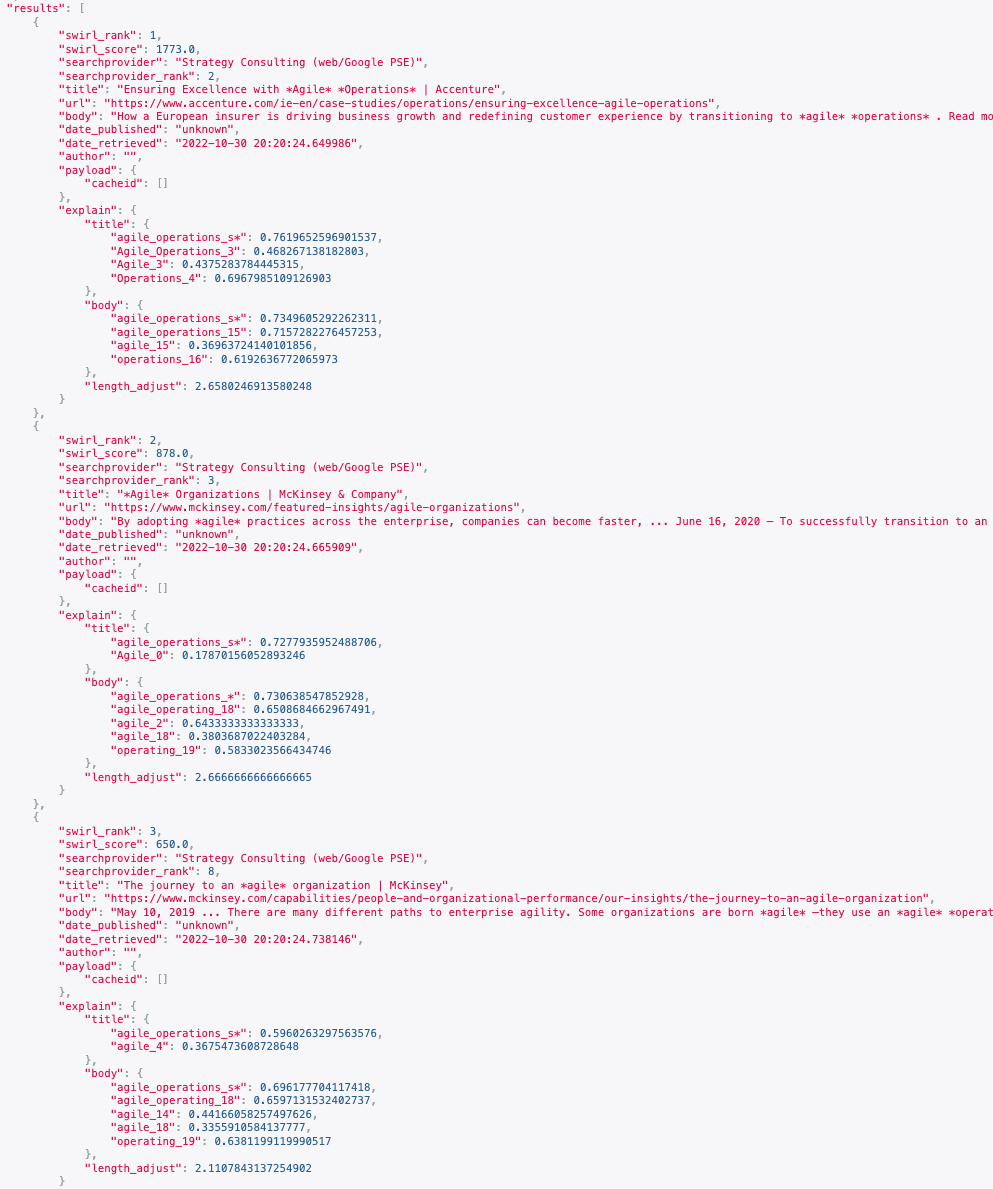 "results": [
{
"swirl_rank": 1,
"swirl_score": 1773.0,
"searchprovider": "Strategy Consulting (web/Google PSE)",
"searchprovider_rank": 2,
"title": "Ensuring Excellence with *Agile* *Operations* | Accenture",
"url": "https://www.accenture.com/ie-en/case-studies/operations/ensuring-excellence-agile-operations",
"body": "How a European insurer is driving business growth and redefining customer experience by transitioning to *agile* *operations* . Read mo
"date_published": "unknown",
"date_retrieved": "2022-10-30 20:20:24.649986",
"author": "",
"payload": {
"cacheid": []
},
"explain": {
"title": {
"agile_operations_s*": 0.7619652596901537,
"Agile_Operations_3": 0.468267138182803,
"Agile_3": 0.4375283784445315,
"Operations_4": 0.6967985109126903
},
"body": {
"agile_operations_s*": 0.7349605292262311,
"agile_operations_15": 0.7157282276457253,
"agile_15": 0.36963724140101856,
"operations_16": 0.6192636772065973
},
"length_adjust": 2.6580246913580248
}
},
{
"swirl_rank": 2,
"swirl_score": 878.0,
"searchprovider": "Strategy Consulting (web/Google PSE)",
"searchprovider_rank": 3,
"title": "*Agile* Organizations | McKinsey & Company",
"url": "https://www.mckinsey.com/featured-insights/agile-organizations",
"body": "By adopting *agile* practices across the enterprise, companies can become faster, ... June 16, 2020 – To successfully transition to an
"date_published": "unknown",
"date_retrieved": "2022-10-30 20:20:24.665909",
"author": "",
"payload": {
"cacheid": []
},
"explain": {
"title": {
"agile_operations_s*": 0.7277935952488706,
"Agile_0": 0.17870156052893246
},
"body": {
"agile_operations_*": 0.730638547852928,
"agile_operating_18": 0.6508684662967491,
"agile_2": 0.6433333333333333,
"agile_18": 0.3803687022403284,
"operating_19": 0.5833023566434746
},
"length_adjust": 2.6666666666666665
}
},
{
"swirl_rank": 3,
"swirl_score": 650.0,
"searchprovider": "Strategy Consulting (web/Google PSE)",
"searchprovider_rank": 8,
"title": "The journey to an *agile* organization | McKinsey",
"url": "https://www.mckinsey.com/capabilities/people-and-organizational-performance/our-insights/the-journey-to-an-agile-organization",
"body": "May 10, 2019 ... There are many different paths to enterprise agility. Some organizations are born *agile* —they use an *agile* *operat
"date_published": "unknown",
"date_retrieved": "2022-10-30 20:20:24.738146",
"author": "",
"payload": {
"cacheid": []
},
"explain": {
"title": {
"agile_operations_s*": 0.5960263297563576,
"agile_4": 0.3675473608728648
},
"body": {
"agile_operations_s*": 0.696177704117418,
"agile_operating_18": 0.6597131532402737,
"agile_14": 0.44166058257497626,
"agile_18": 0.3355910584137777,
"operating_19": 0.6381199119990517
},
"length_adjust": 2.1107843137254902
}